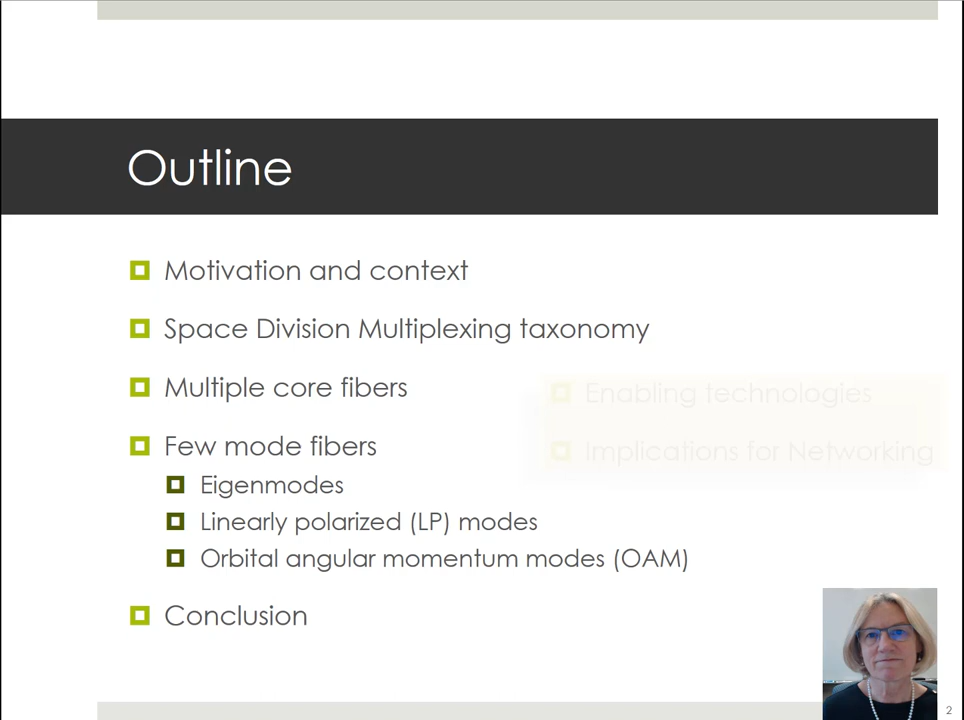 Outline
Motivation and context
Space Division Multiplexing taxonomy
Multiple core fibers
Enabling technologies
Few mode fibers
Implications for Networking
Eigenmodes
Linearly polarized (LP) modes
Orbital angular momentum modes (OAM)
Conclusion
2